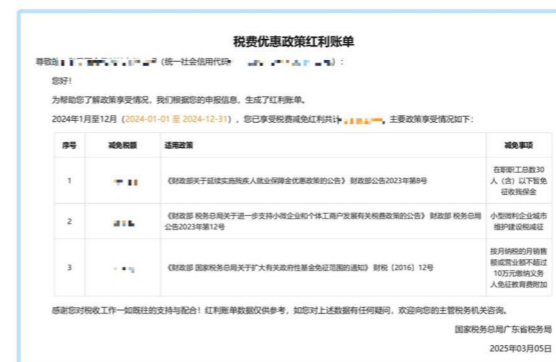 税费优惠政策红利账单
尊敬的 (统一社会信用代码 ):
您好!
为帮助您了解政策享受情况,我们根据您的申报信息,生成了红利账单。
2024年1月至12月(2024-01-01 至 2024-12-31),您已享受税费减免红利共计 ,主要政策享受情况如下:
序号 减免税额 适用政策 减免事项
1 《财政部关于延续实施残疾人就业保障金优惠政策的公告》 财政部公告2023年第8号 在职职工总数30
人(含)以下暂免
征收残保金
2 《财政部 税务总局关于进一步支持小微企业和个体工商户发展有关税费政策的公告》 财政部 税务总局
公告2023年第12号 小型微利企业城市
维护建设税减征
3 《财政部 国家税务总局关于扩大有关政府性基金免征范围的通知》 财税〔2016〕12号 按月纳税的月销售
额或营业额不超过
10万元缴纳义务
人免征教育费附加
感谢您对税收工作一如既往的支持与配合!红利账单数据仅供参考,如您对上述数据有任何疑问,欢迎向您的主管税务机关咨询。
国家税务总局广东省税务局
2025年03月05日